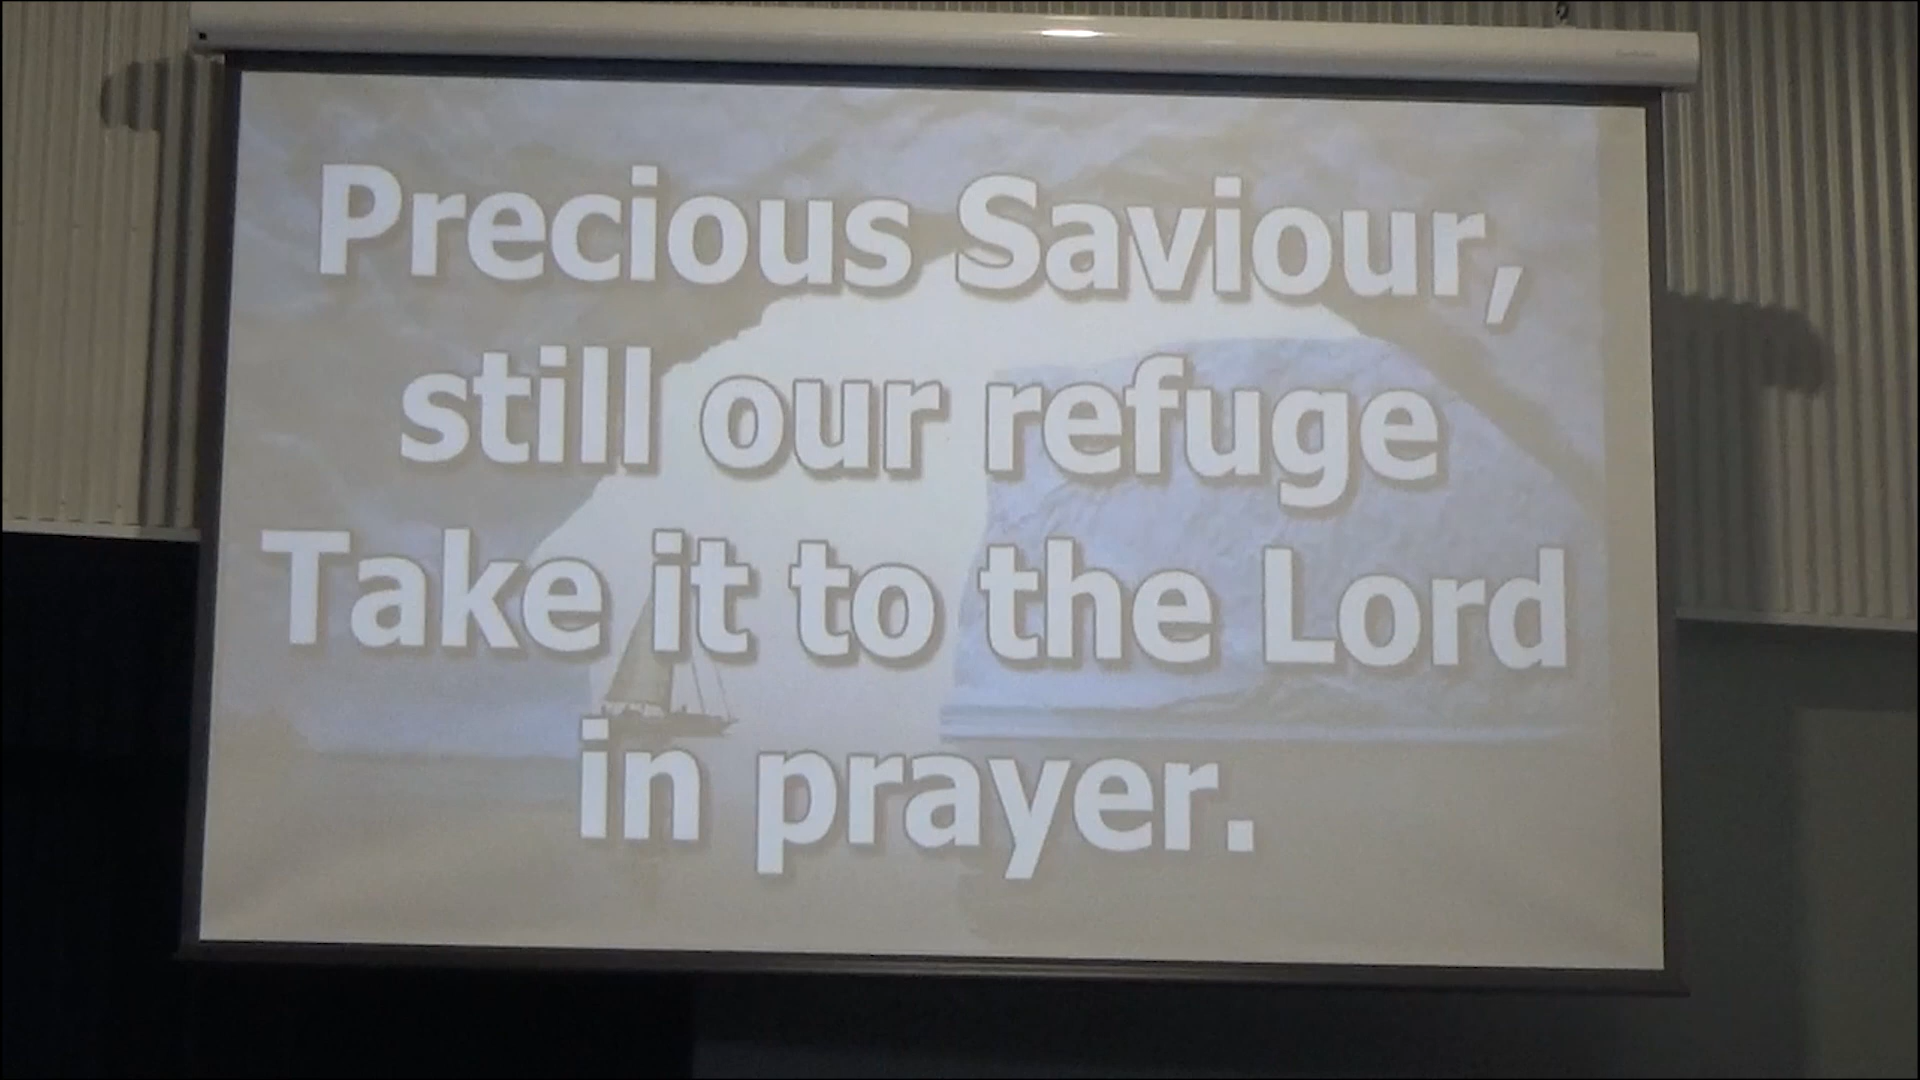 Precious Saviour,
still our refuge
Take it to the Lord
in prayer.